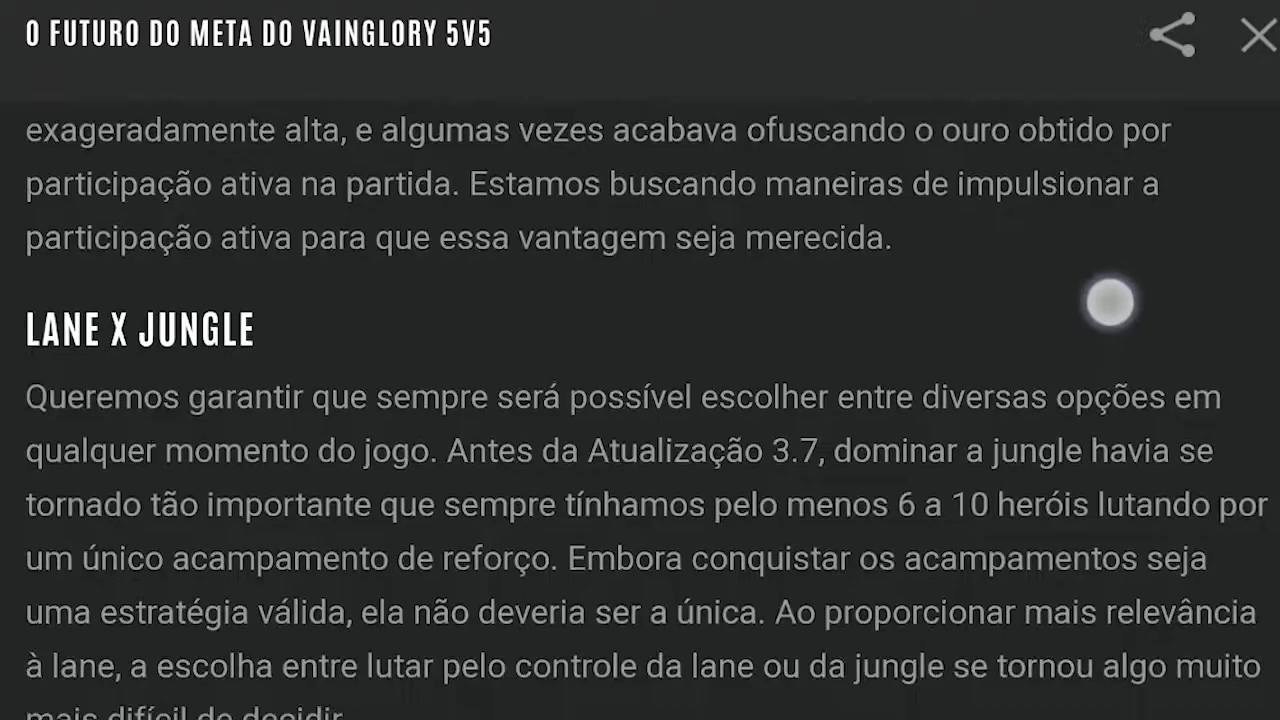 O FUTURO DO META DO VAINGLORY 5V5
exageradamente alta, e algumas vezes acabava ofuscando o ouro obtido por
participação ativa na partida. Estamos buscando maneiras de impulsionar a
participação ativa para que essa vantagem seja merecida.
LANE X JUNGLE
Queremos garantir que sempre será possível escolher entre diversas opções em
qualquer momento do jogo. Antes da Atualização 3.7, dominar a jungle havia se
tornado tão importante que sempre tínhamos pelo menos 6 a 10 heróis lutando por
um único acampamento de reforço. Embora conquistar os acampamentos seja
uma estratégia válida, ela não deveria ser a única. Ao proporcionar mais relevância
à lane, a escolha entre lutar pelo controle da lane ou da jungle se tornou algo muito
mais difícil de decidir.